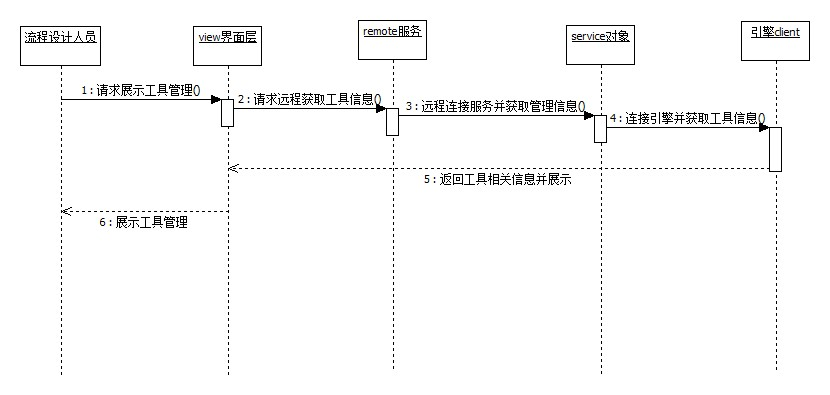 流程设计人员
view界面层
remote服务
service对象
引擎client
1 : 请求展示工具管理()
2 : 请求远程获取工具信息()
3 : 远程连接服务并获取管理信息()
4 : 连接引擎并获取工具信息()
5 : 返回工具相关信息并展示
6 : 展示工具管理